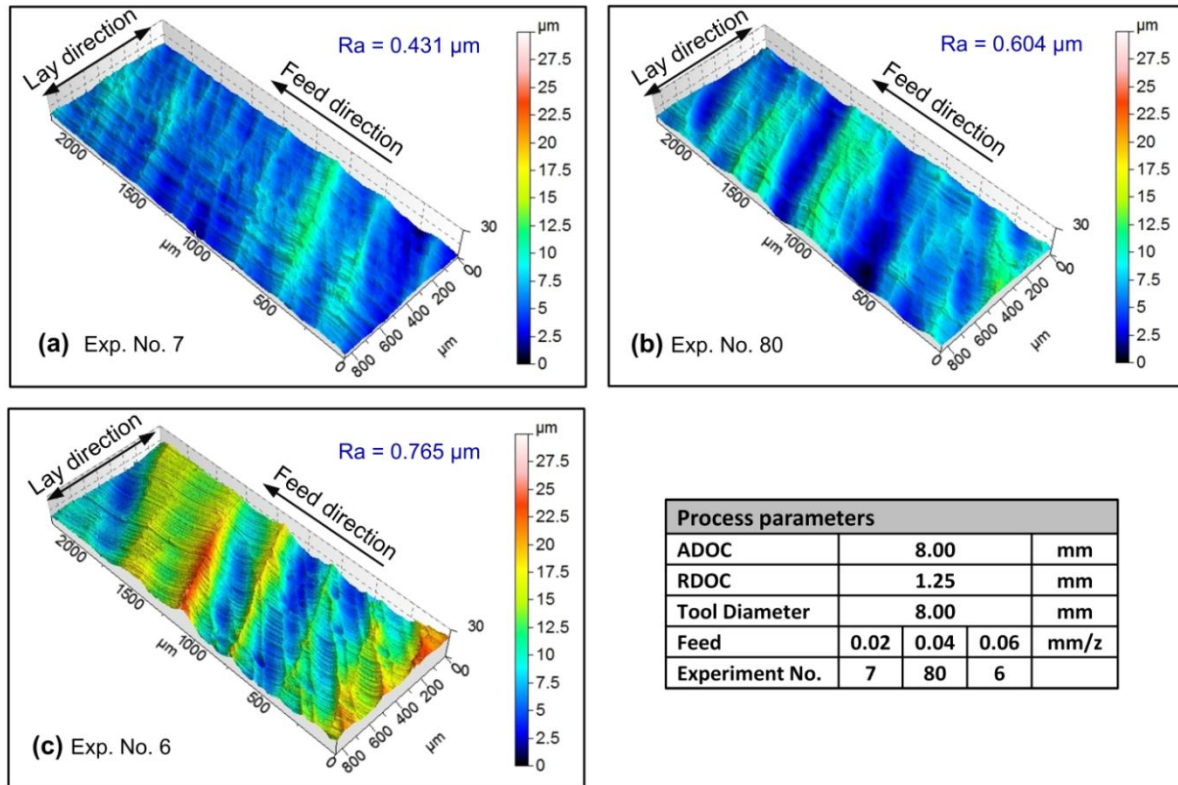 µm
Ra = 0.431 µm
Lay direction
Feed direction
27.5
25
22.5
20
17.5
15
12.5
10
7.5
5
2.5
0
2000
1500
µm
1000
500
0
30
0
0
200
400
600
800
µm
(a) Exp. No. 7
µm
Ra = 0.604 µm
Lay direction
Feed direction
27.5
25
22.5
20
17.5
15
12.5
10
7.5
5
2.5
0
2000
1500
µm
1000
500
0
30
0
0
200
400
600
800
µm
(b) Exp. No. 80
µm
Ra = 0.765 µm
Lay direction
Feed direction
27.5
25
22.5
20
17.5
15
12.5
10
7.5
5
2.5
0
2000
1500
µm
1000
500
0
30
0
0
200
400
600
800
µm
(c) Exp. No. 6
Process parameters
ADOC 8.00 mm
RDOC 1.25 mm
Tool Diameter 8.00 mm
Feed 0.02 0.04 0.06 mm/z
Experiment No. 7 80 6